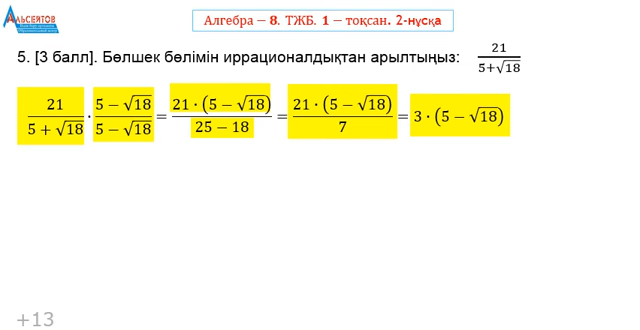 АЛЬСЕИТОВ
Алгебра – 8. ТЖБ. 1 – тоқсан. 2-нұсқа
5. [3 балл]. Бөлшек бөлімін иррационалдықтан арылтыңыз: 21/(5+√18)
21/(5 + √18) · (5 − √18)/(5 − √18) = 21 · (5 − √18)/(25 − 18) = 21 · (5 − √18)/7 = 3 · (5 − √18)
+13